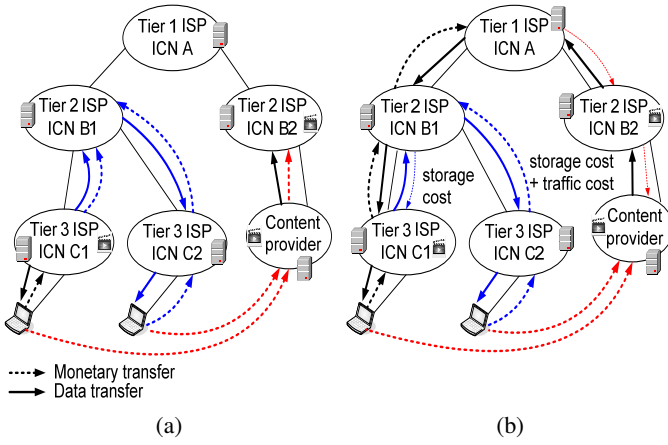 Tier 1 ISP
ICN A
Tier 2 ISP
ICN B1
Tier 2 ISP
ICN B2
Tier 3 ISP
ICN C1
Tier 3 ISP
ICN C2
Content
provider
Monetary transfer
Data transfer
(a)
Tier 1 ISP
ICN A
Tier 2 ISP
ICN B1
Tier 2 ISP
ICN B2
storage
cost
storage cost
+ traffic cost
Tier 3 ISP
ICN C1
Tier 3 ISP
ICN C2
Content
provider
(b)